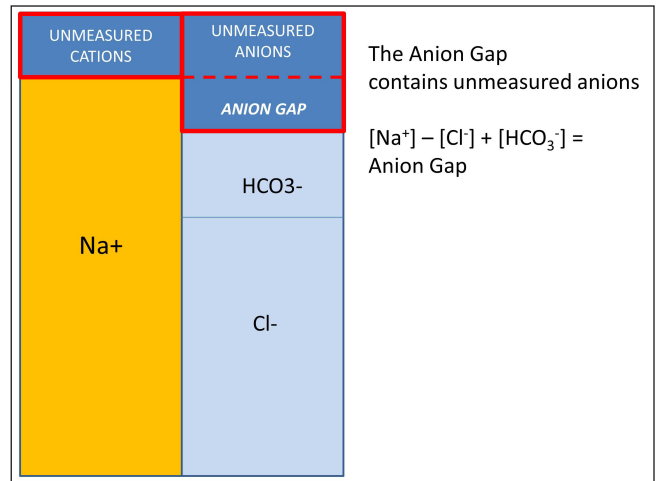 UNMEASURED
CATIONS
UNMEASURED
ANIONS
ANION GAP
HCO3-
Na+
Cl-
The Anion Gap
contains unmeasured anions
[Na⁺] – [Cl⁻] + [HCO₃⁻] =
Anion Gap